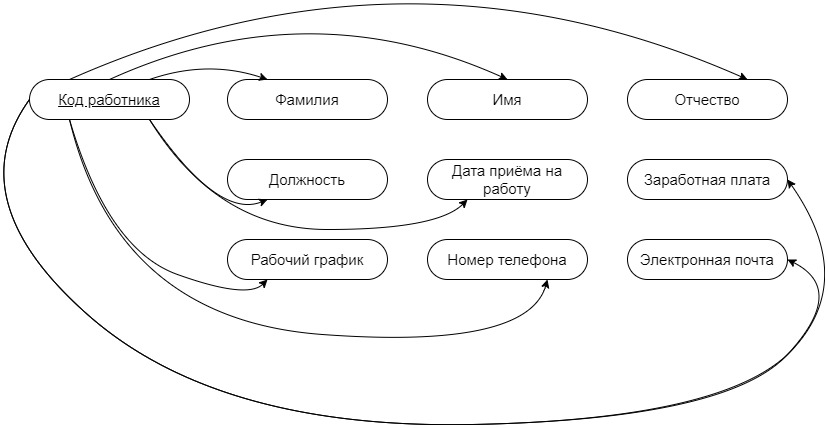 Код работника
Фамилия
Имя
Отчество
Должность
Дата приёма на
работу
Заработная плата
Рабочий график
Номер телефона
Электронная почта